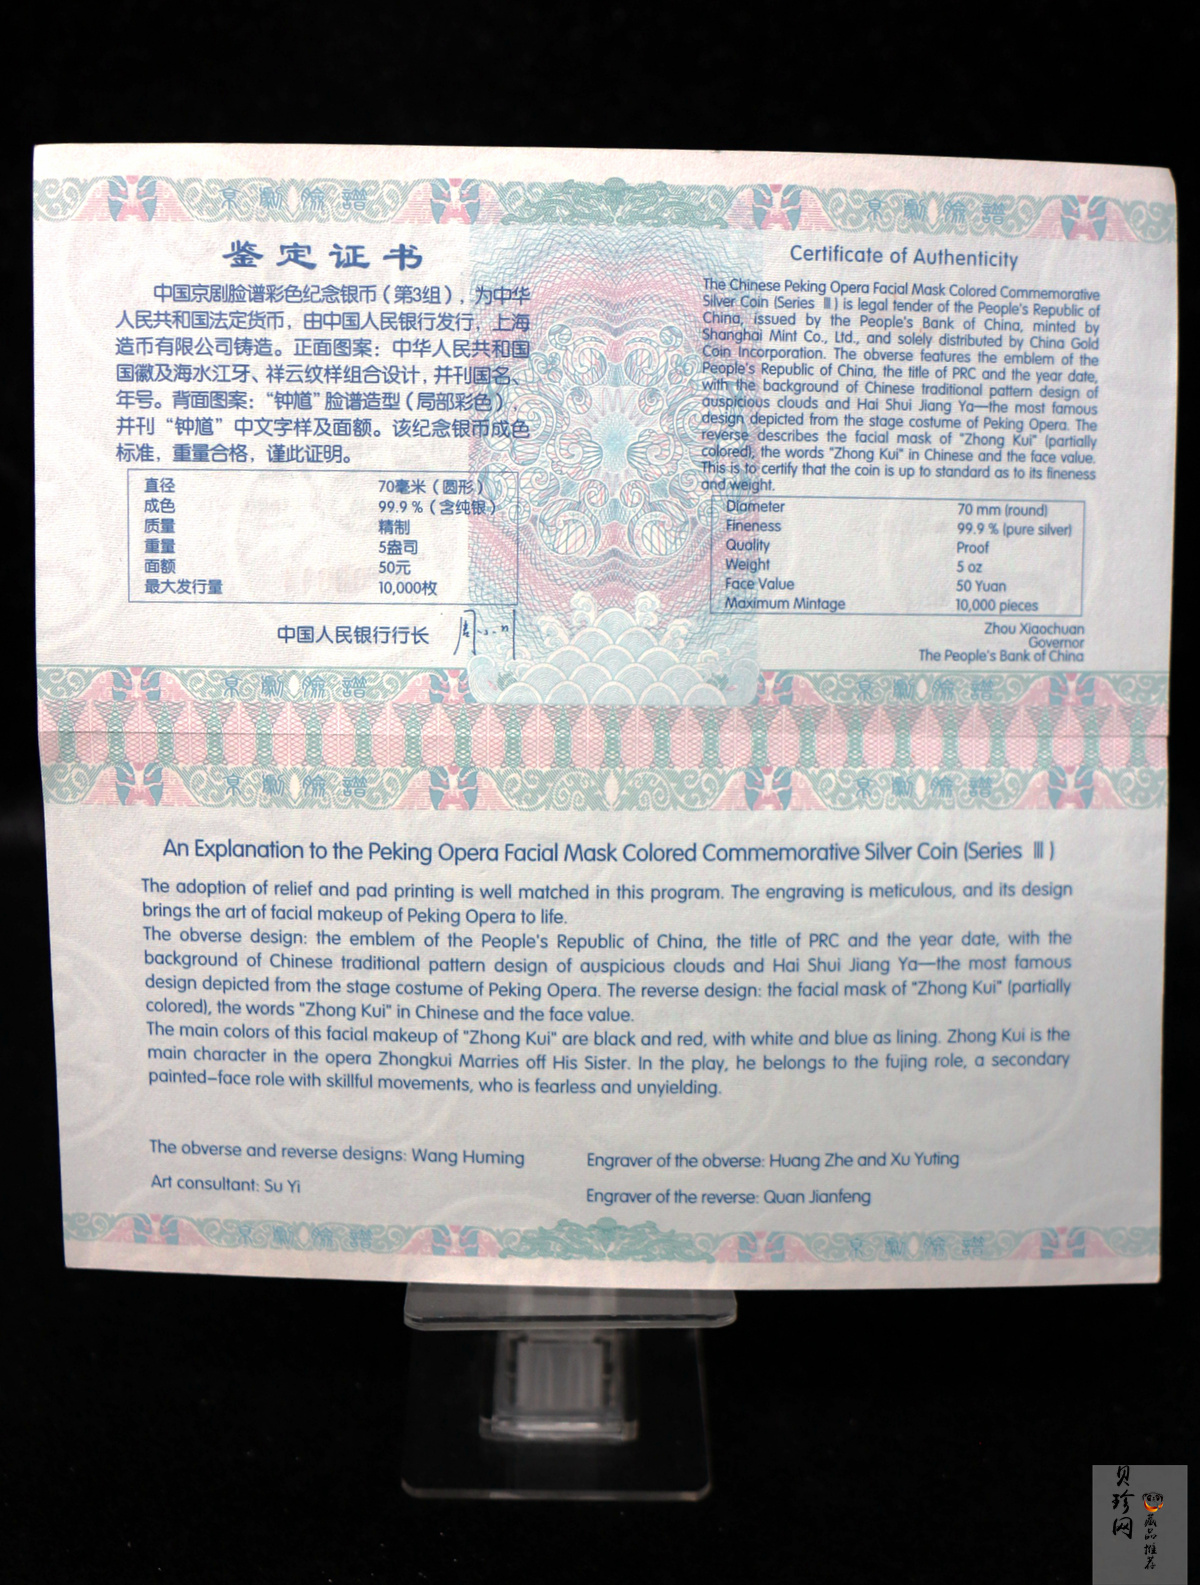 京劇臉譜
京劇臉譜
鉴定证书
中国京剧脸谱彩色纪念银币（第3组），为中华
人民共和国法定货币，由中国人民银行发行，上海
造币有限公司铸造。正面图案：中华人民共和国
国徽及海水江牙、祥云纹样组合设计，并刊国名、
年号。背面图案：“钟馗”脸谱造型（局部彩色），
并刊“钟馗”中文字样及面额。该纪念银币成色
标准，重量合格，谨此证明。
直径 70毫米（圆形）
成色 99.9％（含纯银）
质量 精制
重量 5盎司
面额 50元
最大发行量 10,000枚
中国人民银行行长
Certificate of Authenticity
The Chinese Peking Opera Facial Mask Colored Commemorative
Silver Coin (Series Ⅲ) is legal tender of the People's Republic of
China, issued by the People's Bank of China, minted by
Shanghai Mint Co., Ltd., and solely distributed by China Gold
Coin Incorporation. The obverse features the emblem of the
People's Republic of China, the title of PRC and the year date,
with the background of Chinese traditional pattern design of
auspicious clouds and Hai Shui Jiang Ya—the most famous
design depicted from the stage costume of Peking Opera. The
reverse describes the facial mask of "Zhong Kui" (partially
colored), the words "Zhong Kui" in Chinese and the face value.
This is to certify that the coin is up to standard as to its fineness
and weight.
Diameter 70 mm (round)
Fineness 99.9 % (pure silver)
Quality Proof
Weight 5 oz
Face Value 50 Yuan
Maximum Mintage 10,000 pieces
Zhou Xiaochuan
Governor
The People's Bank of China
京劇臉譜
京劇臉譜
京劇臉譜
京劇臉譜
An Explanation to the Peking Opera Facial Mask Colored Commemorative Silver Coin (Series Ⅲ)
The adoption of relief and pad printing is well matched in this program. The engraving is meticulous, and its design
brings the art of facial makeup of Peking Opera to life.
The obverse design: the emblem of the People's Republic of China, the title of PRC and the year date, with the
background of Chinese traditional pattern design of auspicious clouds and Hai Shui Jiang Ya—the most famous
design depicted from the stage costume of Peking Opera. The reverse design: the facial mask of "Zhong Kui" (partially
colored), the words "Zhong Kui" in Chinese and the face value.
The main colors of this facial makeup of "Zhong Kui" are black and red, with white and blue as lining. Zhong Kui is the
main character in the opera Zhongkui Marries off His Sister. In the play, he belongs to the fujing role, a secondary
painted–face role with skillful movements, who is fearless and unyielding.
The obverse and reverse designs: Wang Huming
Engraver of the obverse: Huang Zhe and Xu Yuting
Art consultant: Su Yi
Engraver of the reverse: Quan Jianfeng
京劇臉譜
京劇臉譜
贝珍网
藏品推荐